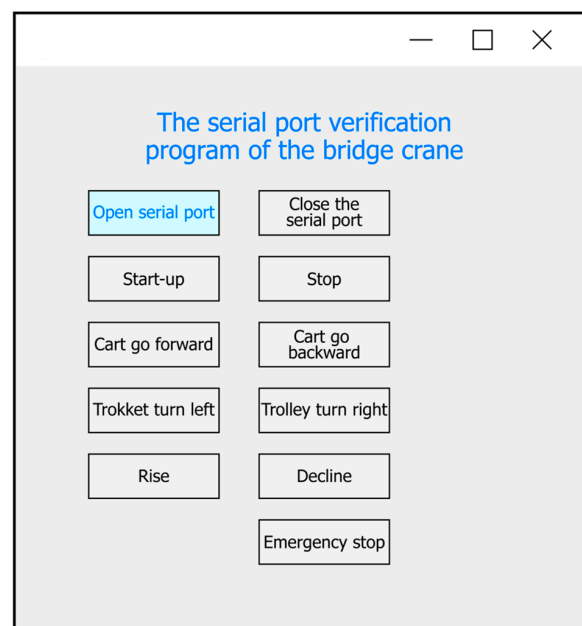 The serial port verification
program of the bridge crane
Open serial port
Close the
serial port
Start-up
Stop
Cart go forward
Cart go
backward
Trokket turn left
Trolley turn right
Rise
Decline
Emergency stop